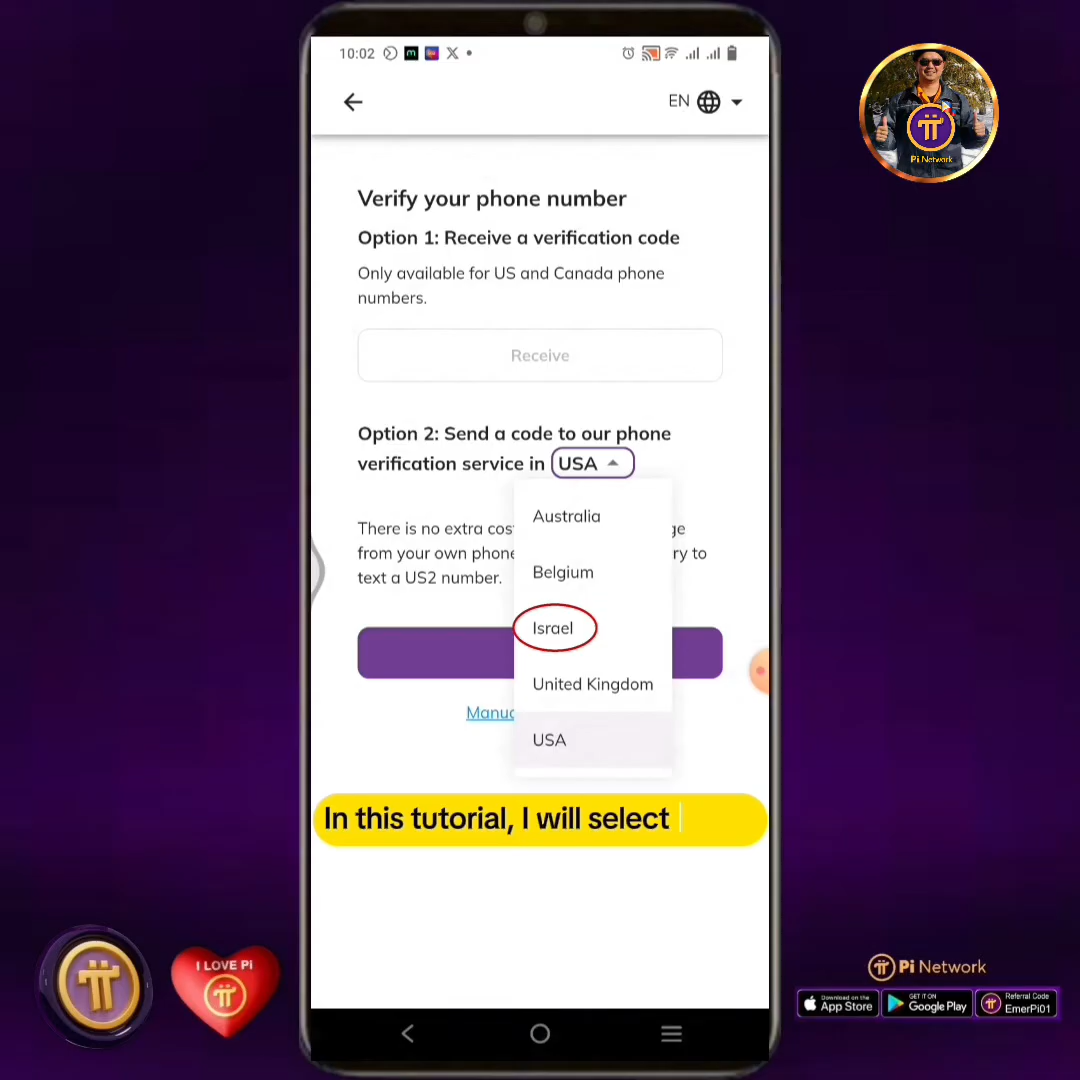 10:02
EN
Verify your phone number
Option 1: Receive a verification code
Only available for US and Canada phone
numbers.
Receive
Option 2: Send a code to our phone
verification service in USA
Australia
Belgium
Israel
United Kingdom
USA
There is no extra
from your own phone
ry to
text a US2 number.
In this tutorial, I will select
Pi Network
I LOVE PI
Pi Network
Download on the
App Store
GET IT ON
Google Play
Referral Code
EmerPi01